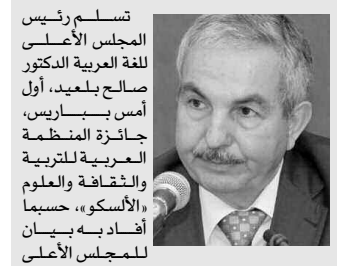 تسلم رئيس
المجلس الأعلى
للغة العربية الدكتور
صالح بلعيد، أول
أمس بباريس،
جائزة المنظمة
العربية للتربية
والثقافة والعلوم
«الألسكو»، حسبما
أفاد به بيان
للمجلس الأعلى